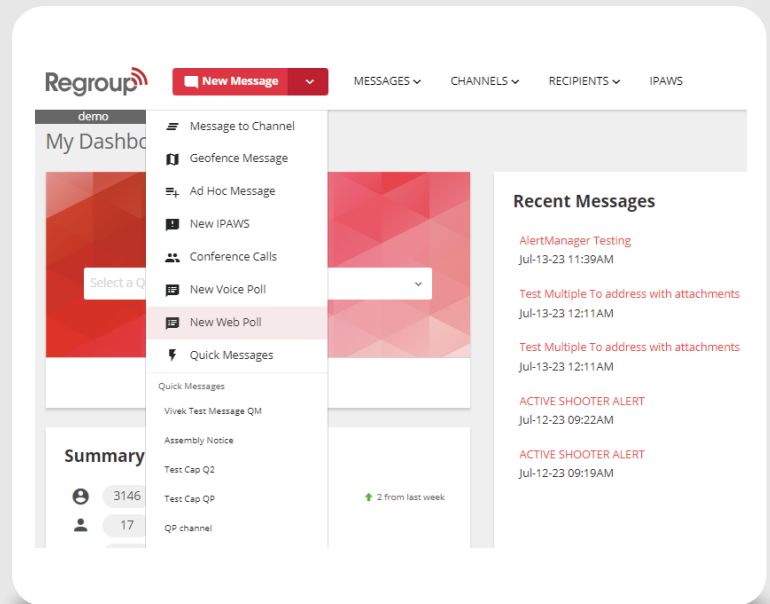 Regroup
New Message
MESSAGES
CHANNELS
RECIPIENTS
IPAWS
demo
My Dashbo
Message to Channel
Geofence Message
Ad Hoc Message
New IPAWS
Conference Calls
New Voice Poll
New Web Poll
Quick Messages
Quick Messages
Vivek Test Message QM
Assembly Notice
Test Cap Q2
Test Cap QP
QP channel
Select a Q
Summary
3146
17
2 from last week
Recent Messages
AlertManager Testing
Jul-13-23 11:39AM
Test Multiple To address with attachments
Jul-13-23 12:11AM
Test Multiple To address with attachments
Jul-13-23 12:11AM
ACTIVE SHOOTER ALERT
Jul-12-23 09:22AM
ACTIVE SHOOTER ALERT
Jul-12-23 09:19AM